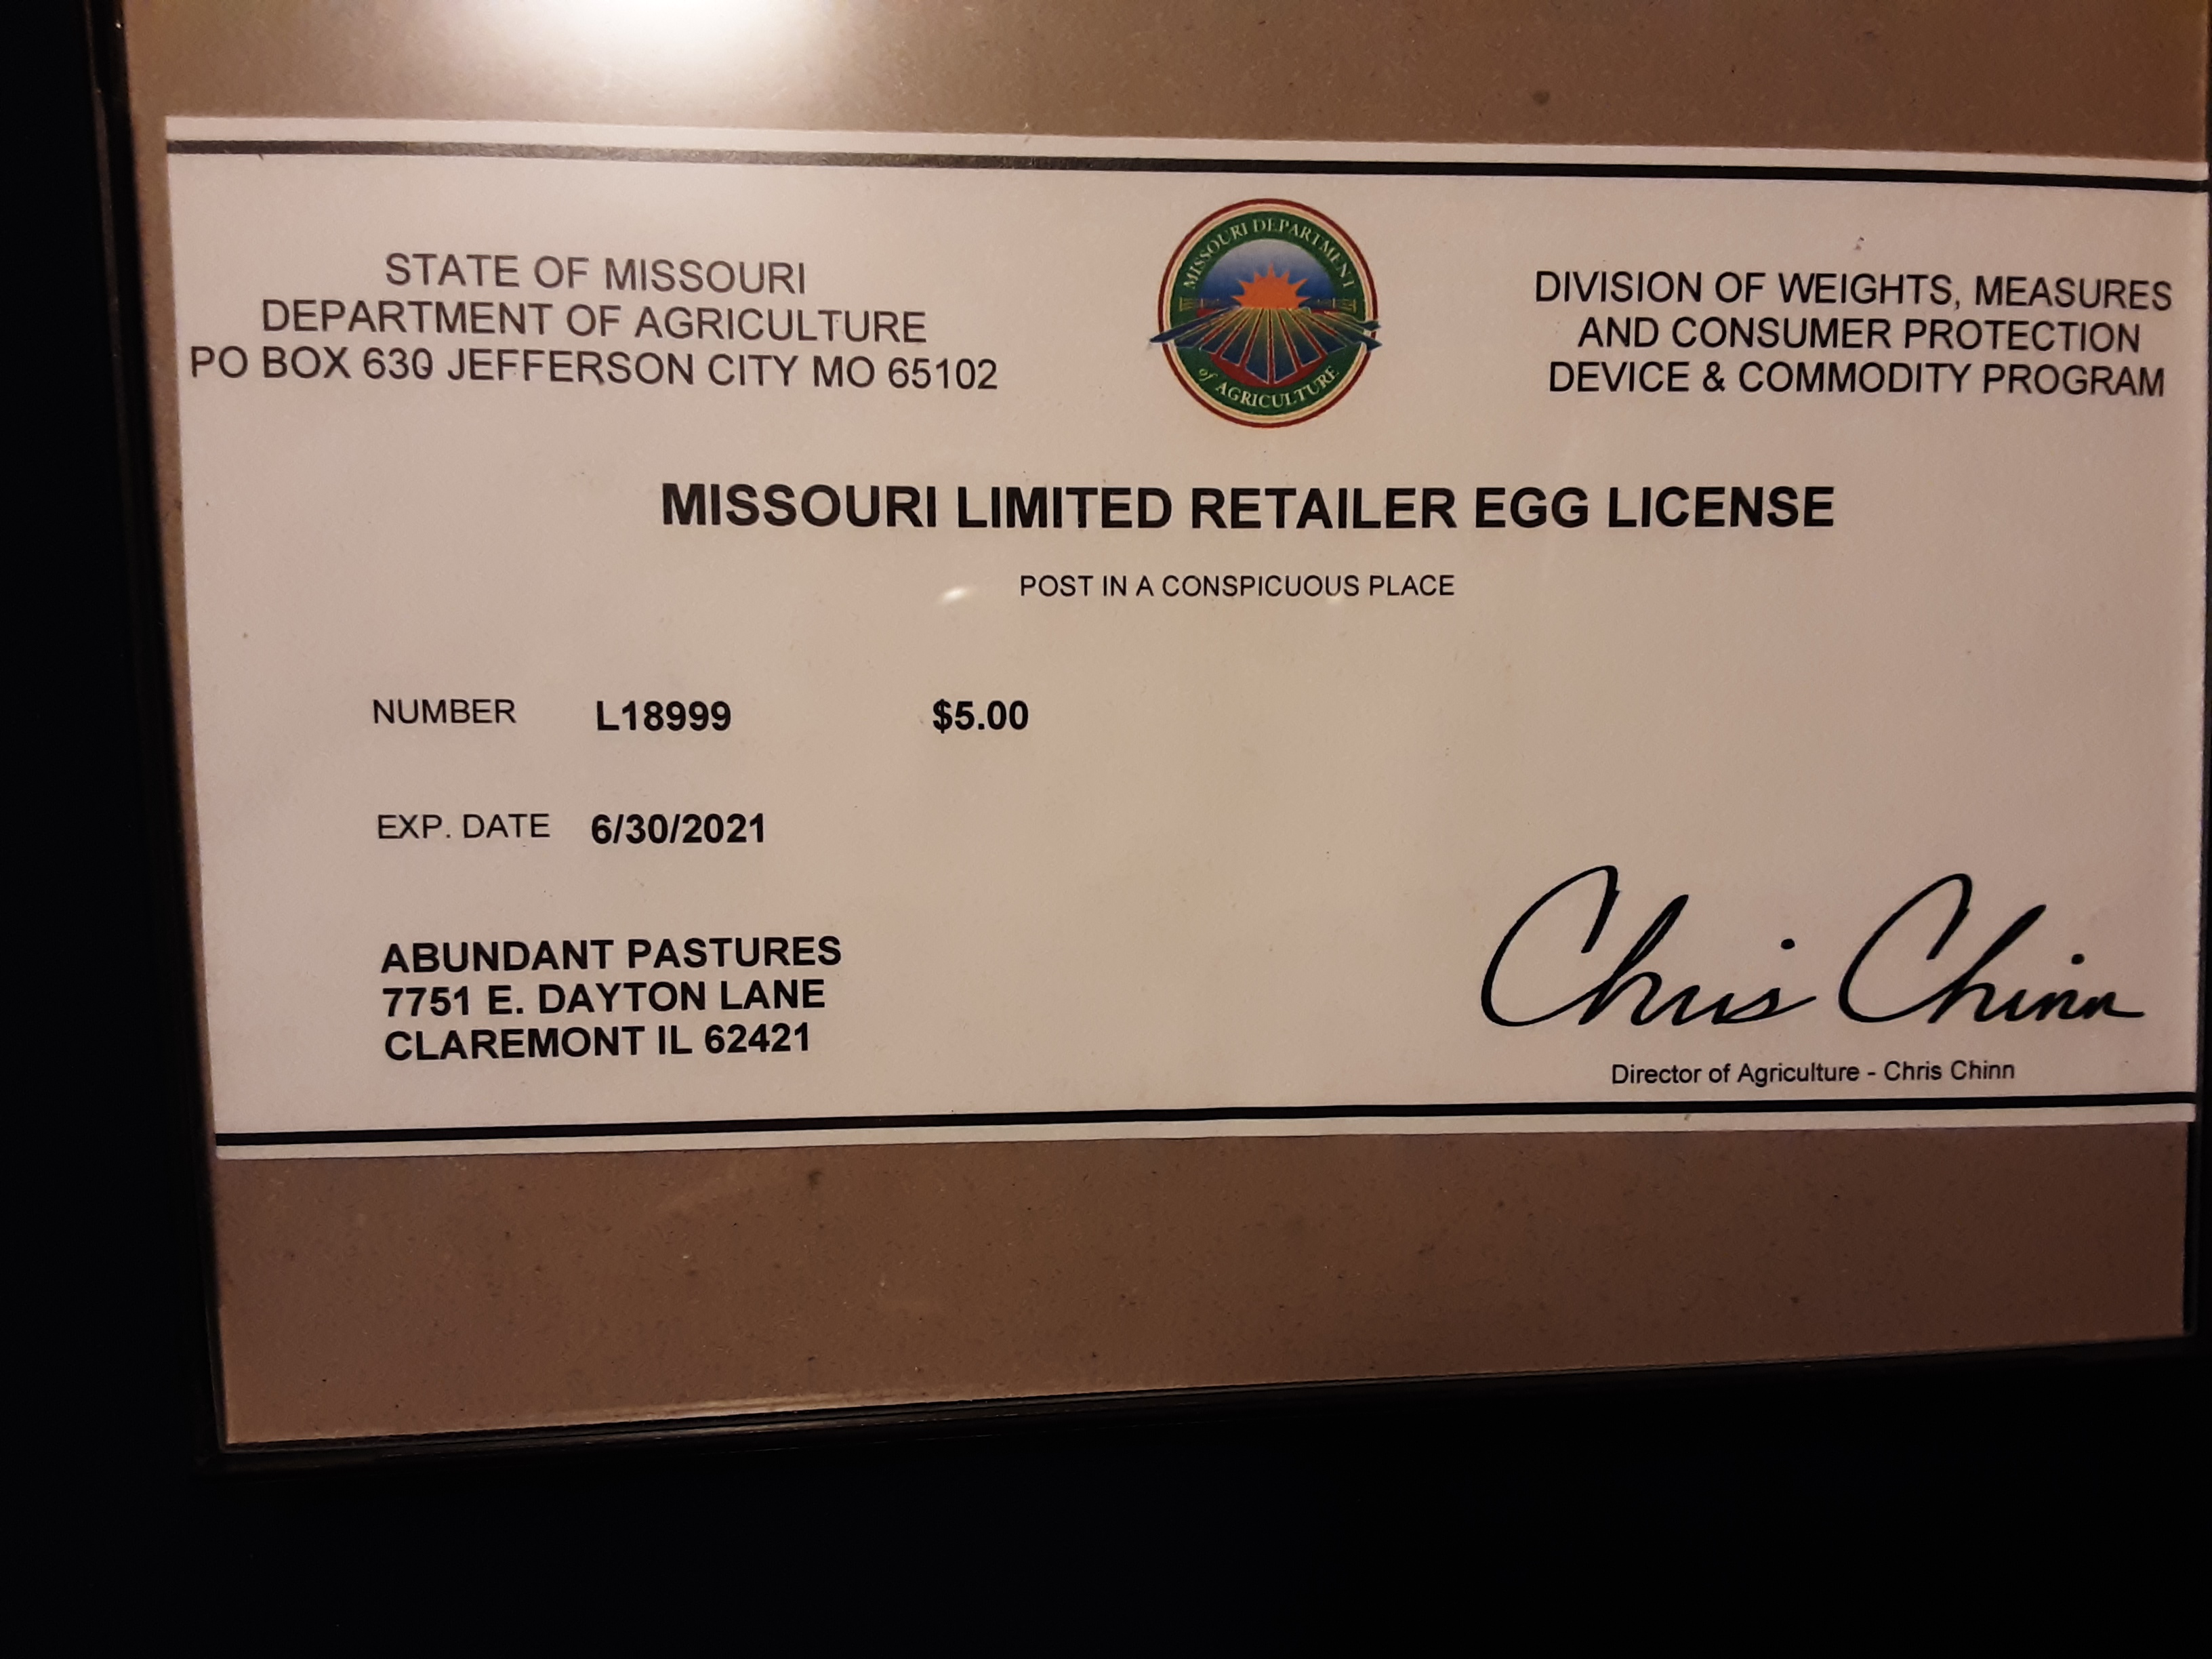 STATE OF MISSOURI
DEPARTMENT OF AGRICULTURE
PO BOX 630 JEFFERSON CITY MO 65102
MISSOURI DEPARTMENT
of AGRICULTURE
DIVISION OF WEIGHTS, MEASURES
AND CONSUMER PROTECTION
DEVICE & COMMODITY PROGRAM
MISSOURI LIMITED RETAILER EGG LICENSE
POST IN A CONSPICUOUS PLACE
NUMBER L18999 $5.00
EXP. DATE 6/30/2021
ABUNDANT PASTURES
7751 E. DAYTON LANE
CLAREMONT IL 62421
Chris Chinn
Director of Agriculture - Chris Chinn